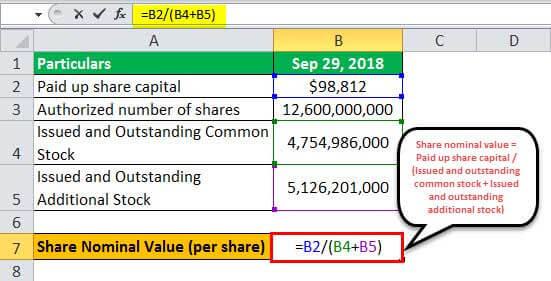 =B2/(B4+B5)
A B C D
1 Particulars Sep 29, 2018
2 Paid up share capital $98,812
3 Authorized number of shares 12,600,000,000
Issued and Outstanding Common
4 Stock 4,754,986,000
Issued and Outstanding
5 Additional Stock 5,126,201,000
6
7 Share Nominal Value (per share) =B2/(B4+B5)
8
Share nominal value =
Paid up share capital /
(Issued and outstanding
common stock + Issued
and outstanding
additional stock)